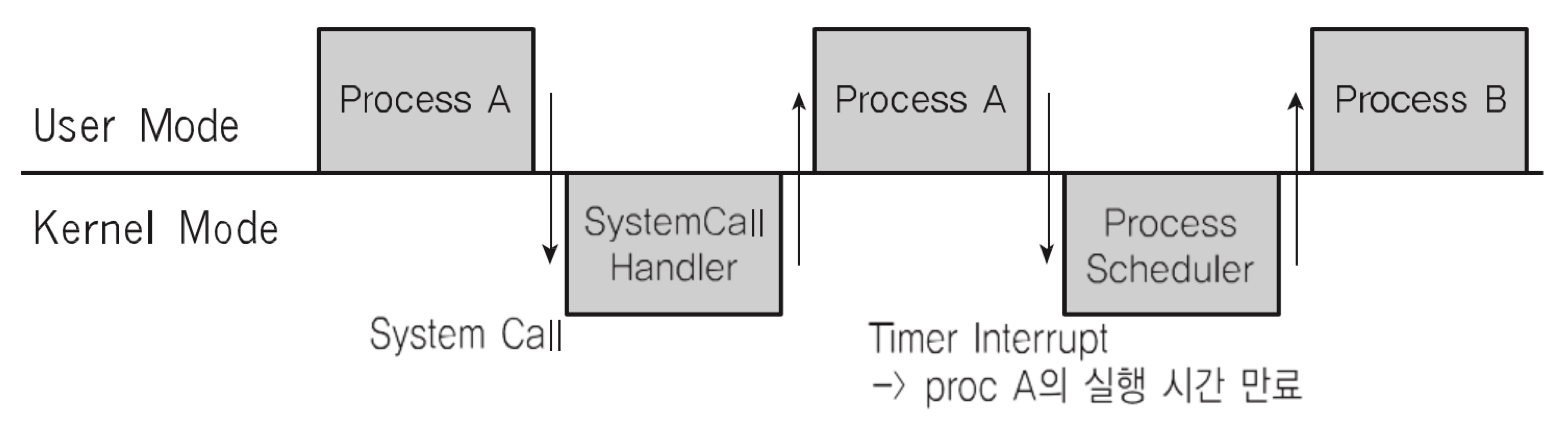 Process A
Process A
Process B
User Mode
Kernel Mode
SystemCall
Handler
Process
Scheduler
System Call
Timer Interrupt
-> proc A의 실행 시간 만료